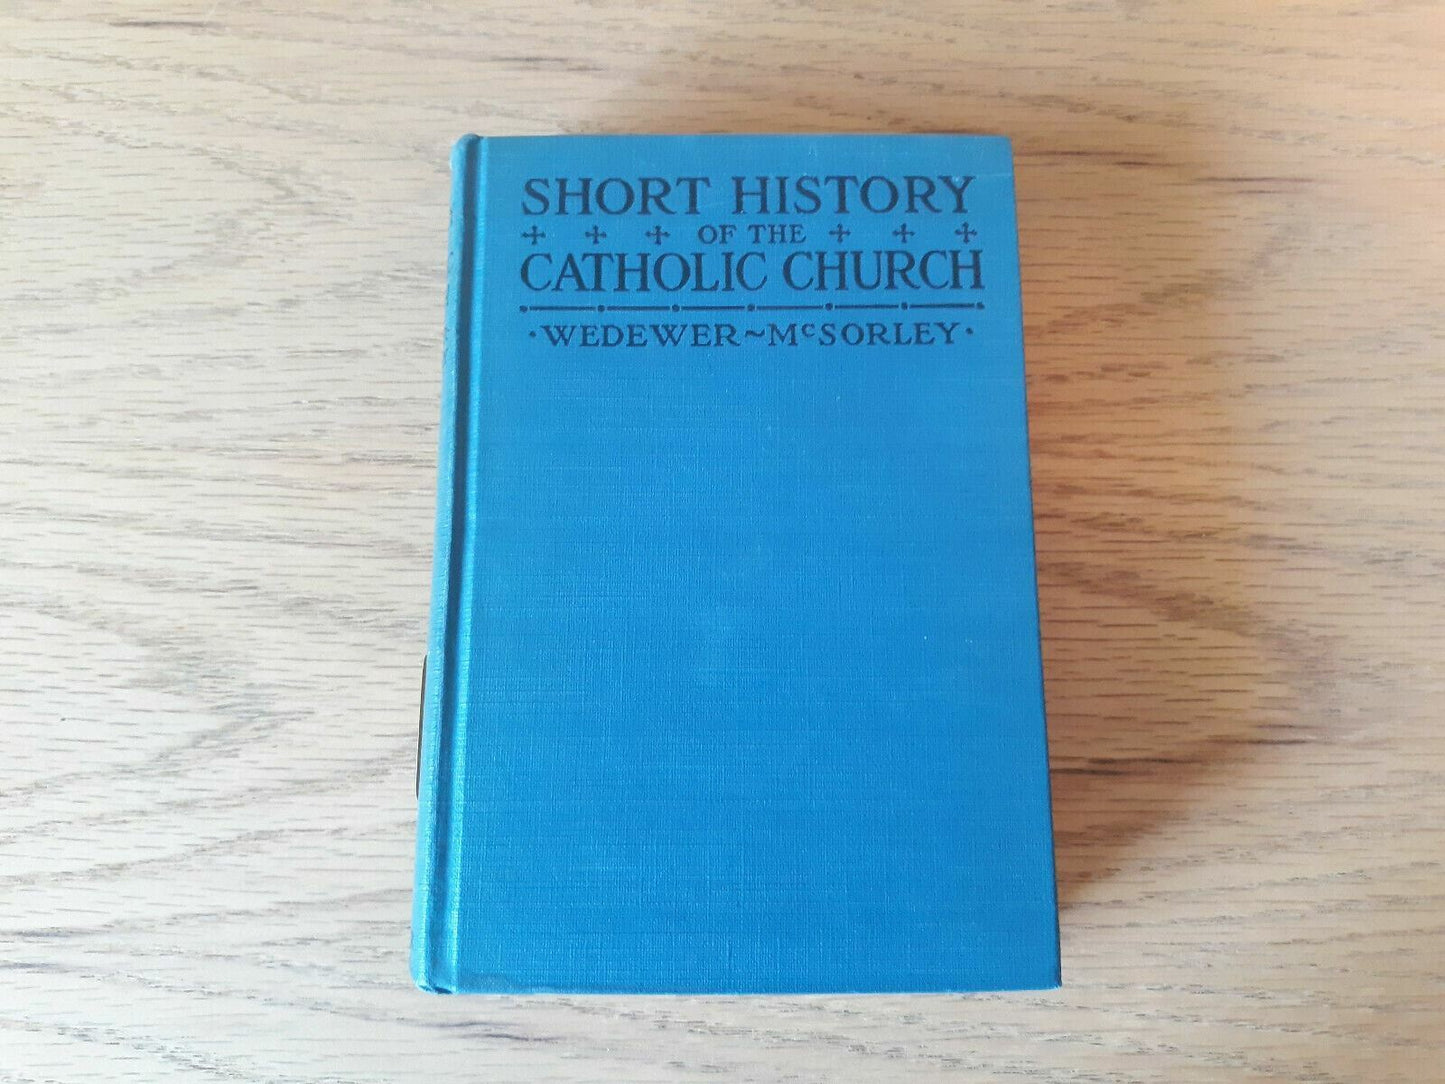 SHORT HISTORY
OF THE
CATHOLIC CHURCH
·WEDEWER~McSORLEY·